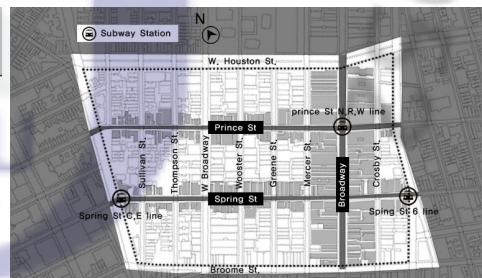 N
Subway Station
W. Houston St.
prince St N,R,W line
Prince St
Sullivan St.
Thompson St.
W Broadway
Wooster St.
Greene St.
Mercer St.
Broadway
Crosby St.
Spring St
Spring St C,E line
Sping St 6 line
Broome St.